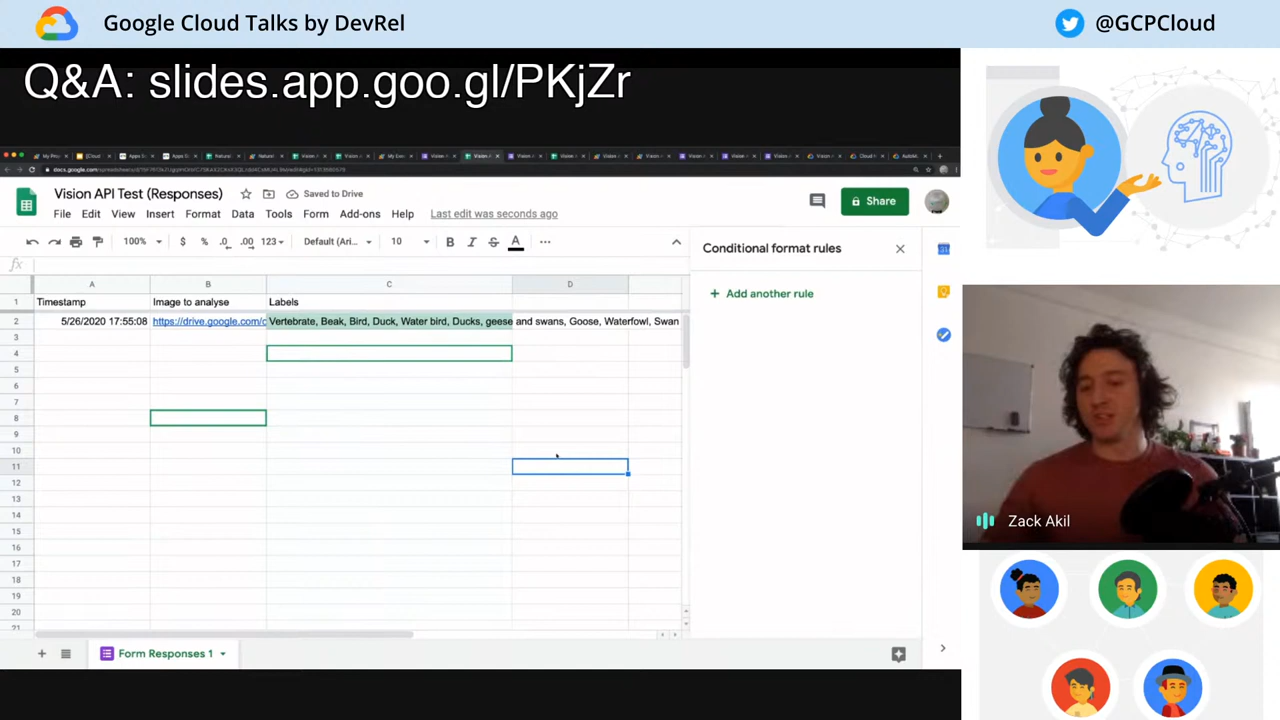 Google Cloud Talks by DevRel
@GCPCloud
Q&A: slides.app.goo.gl/PKjZr
Vision API Test (Responses)
Saved to Drive
File Edit View Insert Format Data Tools Form Add-ons Help Last edit was seconds ago
Share
100% $ % .0 .00 123 Default (Ari... 10 B I S A ...
fx
Conditional format rules
+ Add another rule
A B C D
1 Timestamp Image to analyse Labels
2 5/26/2020 17:55:08 https://drive.google.com/c Vertebrate, Beak, Bird, Duck, Water bird, Ducks, geese and swans, Goose, Waterfowl, Swan
3
4
5
6
7
8
9
10
11
12
13
14
15
16
17
18
19
20
21
+ Form Responses 1
Zack Akil